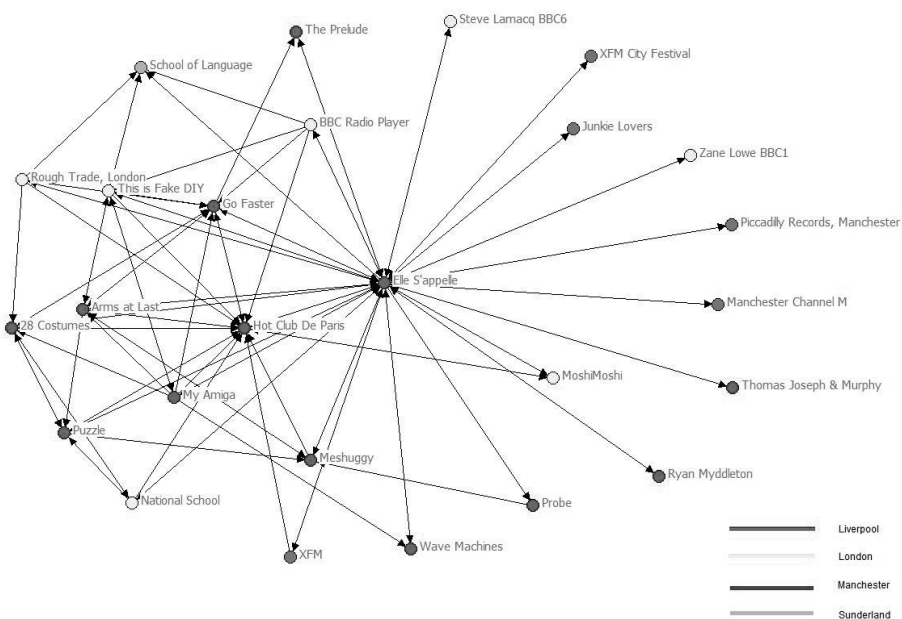 Steve Lamacq BBC6
The Prelude
XFM City Festival
School of Language
BBC Radio Player
Junkie Lovers
Zane Lowe BBC1
Rough Trade, London
This is Fake DIY
Go Faster
Piccadilly Records, Manchester
Elle S'appelle
Arms at Last
Manchester Channel M
28 Costumes
Hot Club De Paris
MoshiMoshi
Thomas Joseph & Murphy
My Amiga
Puzzle
Meshuggy
Ryan Myddleton
National School
Probe
Wave Machines
XFM
Liverpool
London
Manchester
Sunderland